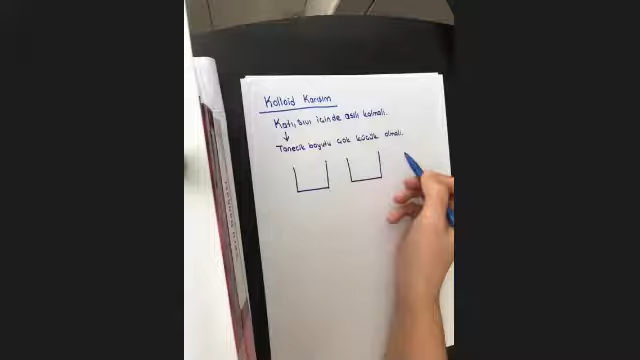 Kolloid Karışım
Katı, sıvı içinde asılı kalmalı.
↓
Tanecik boyutu çok küçük olmalı.